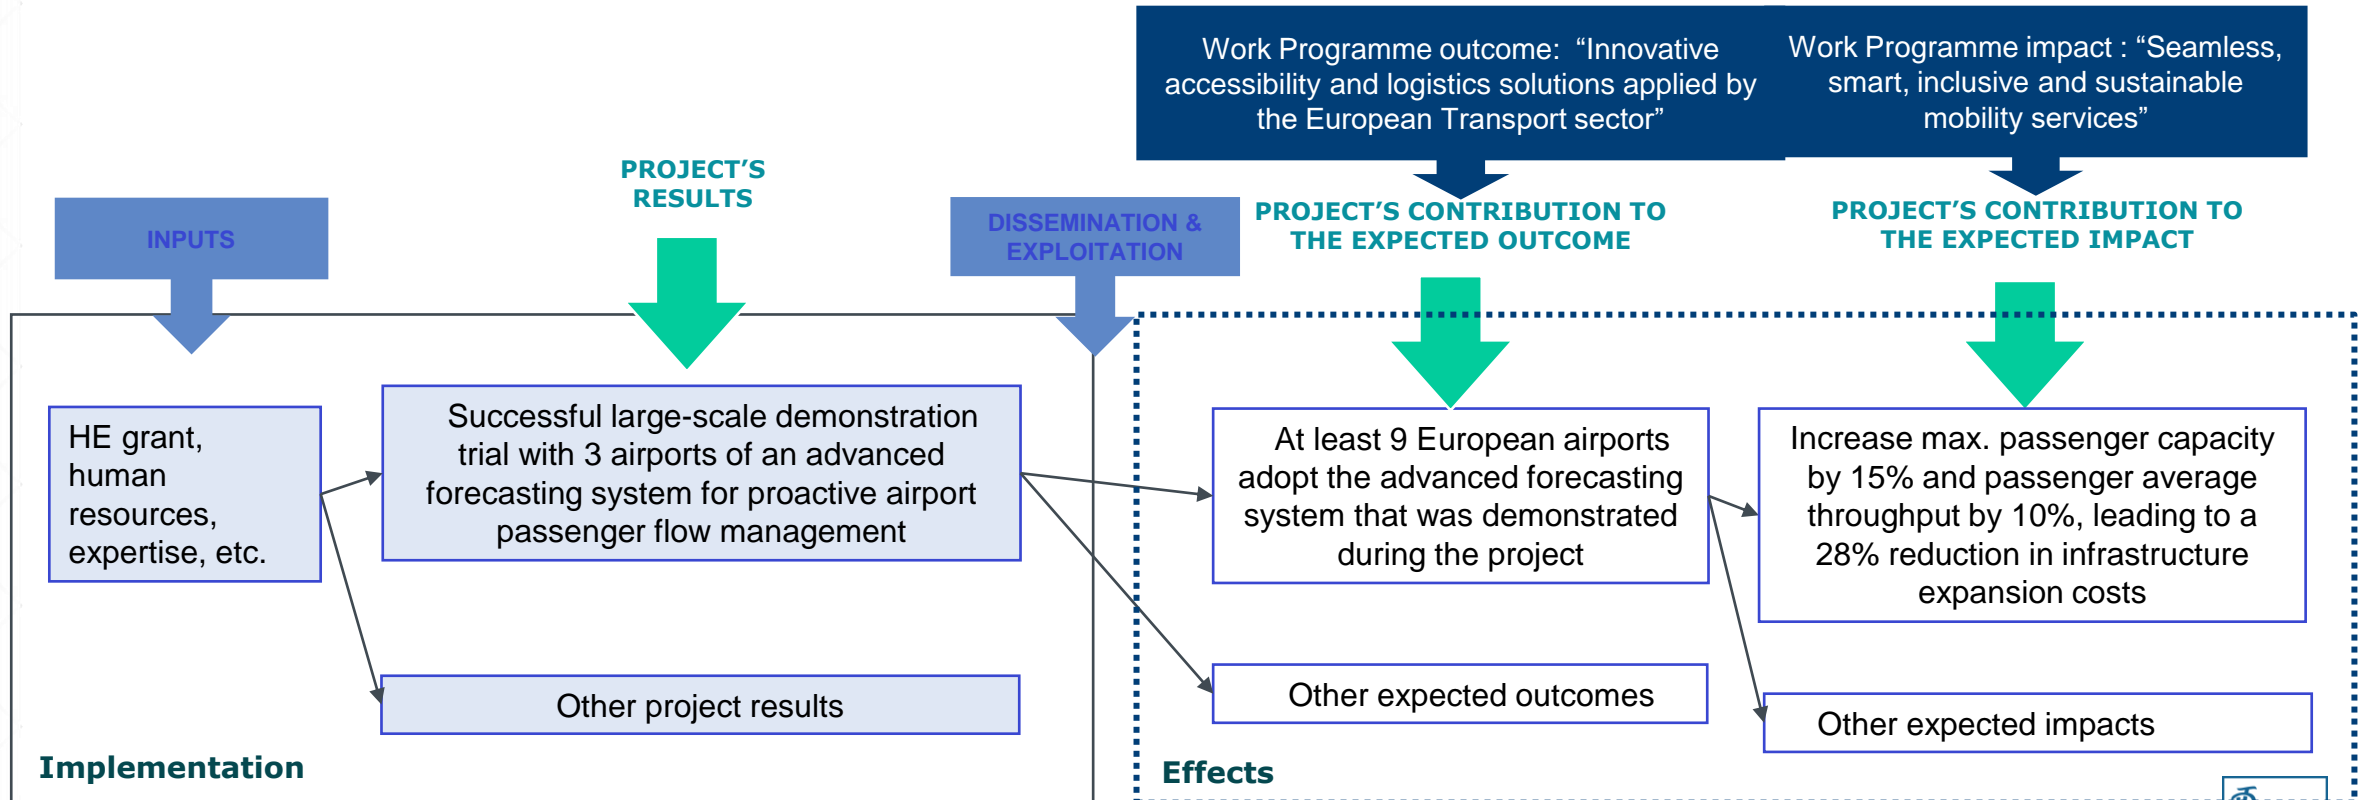 Work Programme outcome: “Innovative
accessibility and logistics solutions applied by
the European Transport sector”
Work Programme impact : “Seamless,
smart, inclusive and sustainable
mobility services”
PROJECT’S
RESULTS
INPUTS
DISSEMINATION &
EXPLOITATION
PROJECT’S CONTRIBUTION TO
THE EXPECTED OUTCOME
PROJECT’S CONTRIBUTION TO
THE EXPECTED IMPACT
HE grant,
human
resources,
expertise, etc.
Successful large-scale demonstration
trial with 3 airports of an advanced
forecasting system for proactive airport
passenger flow management
At least 9 European airports
adopt the advanced forecasting
system that was demonstrated
during the project
Increase max. passenger capacity
by 15% and passenger average
throughput by 10%, leading to a
28% reduction in infrastructure
expansion costs
Other project results
Other expected outcomes
Other expected impacts
Implementation
Effects